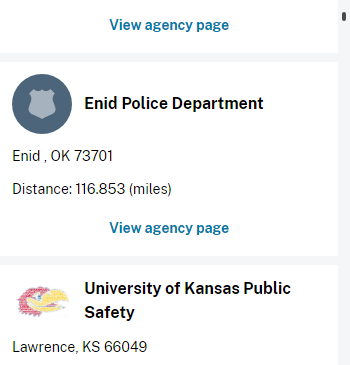 View agency page
Enid Police Department
Enid , OK 73701
Distance: 116.853 (miles)
View agency page
University of Kansas Public
Safety
Lawrence, KS 66049